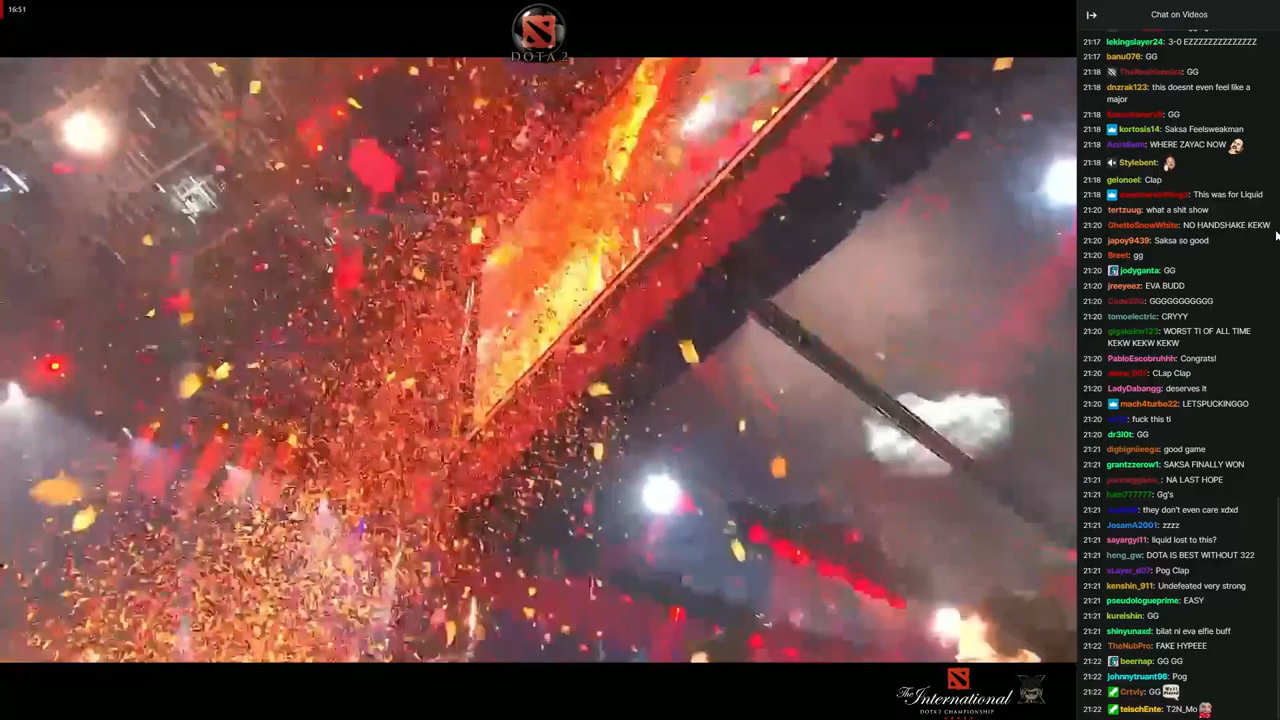 16:51
DOTA 2
Chat on Videos
21:17 lekingslayer24: 3-0 EZZZZZZZZZZZZZ
21:17 banu076: GG
21:18 TheRealHannika: GG
21:18 dnzrak123: this doesnt even feel like a
major
21:18 GG
21:18 kortosis14: Saksa Feelsweakman
21:18 WHERE ZAYAC NOW
21:18 Stylebent:
21:18 gelonoel: Clap
21:18 This was for Liquid
21:20 tertzuug: what a shit show
21:20 GhettoSnowWhite: NO HANDSHAKE KEKW
21:20 japoy9439: Saksa so good
21:20 Breet: gg
21:20 jodyganta: GG
21:20 jreeyeez: EVA BUDD
21:20 GGGGGGGGGGG
21:20 tomoelectric: CRYYY
21:20 gigakekw123: WORST TI OF ALL TIME
KEKW KEKW KEKW
21:20 PabloEscobruhhh: Congrats!
21:20 CLap Clap
21:20 LadyDabangg: deserves it
21:20 mach4turbo22: LETSPUCKINGGO
21:20 fuck this ti
21:20 dr3l0t: GG
21:21 digbigniieega: good game
21:21 grantzzerow1: SAKSA FINALLY WON
21:21 NA LAST HOPE
21:21 ham777777: Gg's
21:21 they don't even care xdxd
21:21 JosamA2001: zzzz
21:21 sayargyi11: liquid lost to this?
21:21 heng_gw: DOTA IS BEST WITHOUT 322
21:21 sLayer_d07: Pog Clap
21:21 kenshin_911: Undefeated very strong
21:21 pseudologueprime: EASY
21:21 kureishin: GG
21:21 shinyunaxd: bilat ni eva elfie buff
21:22 TheNubPro: FAKE HYPEEE
21:22 beernap: GG GG
21:22 johnnytruant96: Pog
21:22 Crtvly: GG
21:22 teischEnte: T2N_Mo
The International
DOTA 2 CHAMPIONSHIP